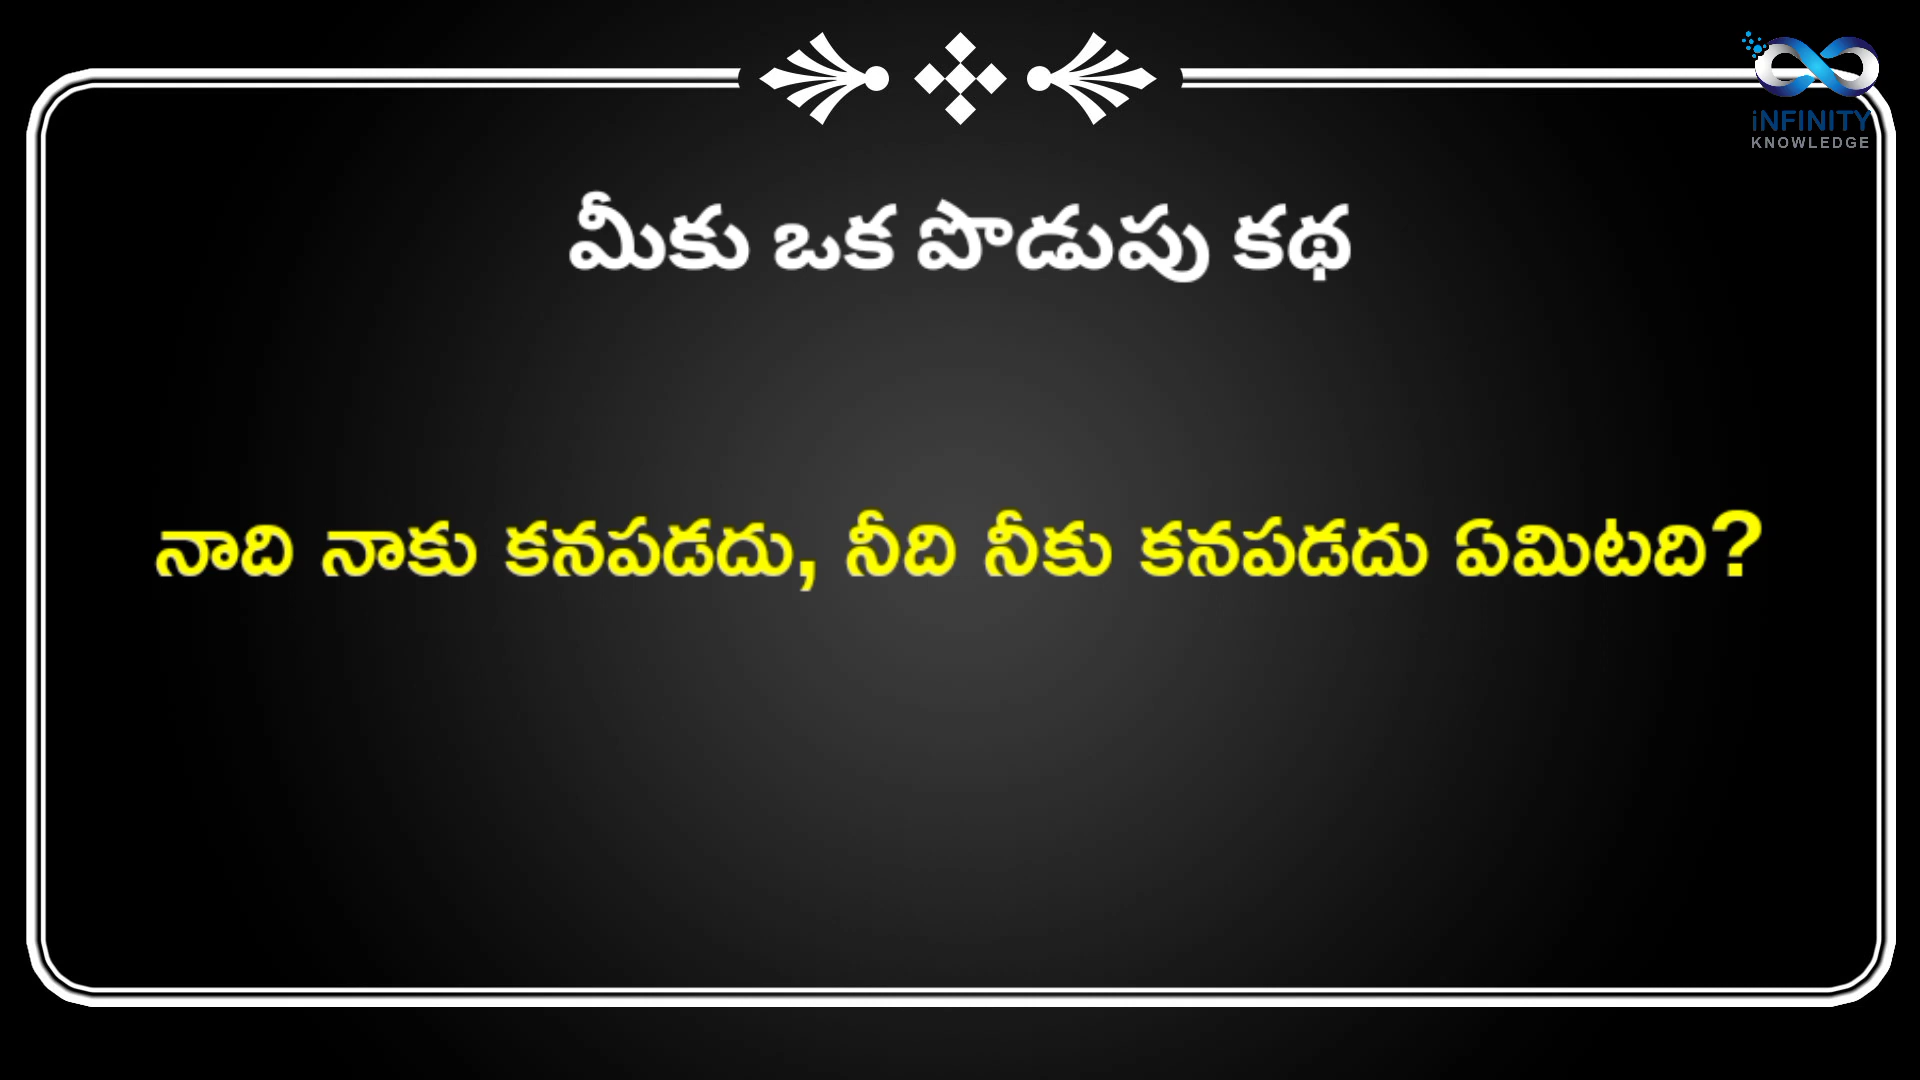 iNFINITY
KNOWLEDGE
మీకు ఒక పొడుపు కథ
నాది నాకు కనపడదు, నీది నీకు కనపడదు ఏమిటది?